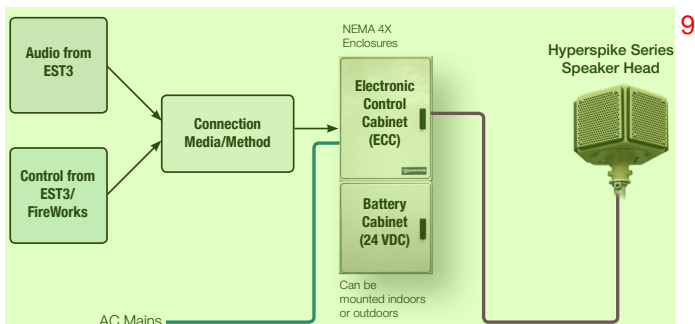 9
NEMA 4X
Enclosures
Hyperspike Series
Speaker Head
Audio from
EST3
Electronic
Control
Cabinet
(ECC)
Connection
Media/Method
Control from
EST3/
FireWorks
Battery
Cabinet
(24 VDC)
Can be
mounted indoors
or outdoors
AC Mains